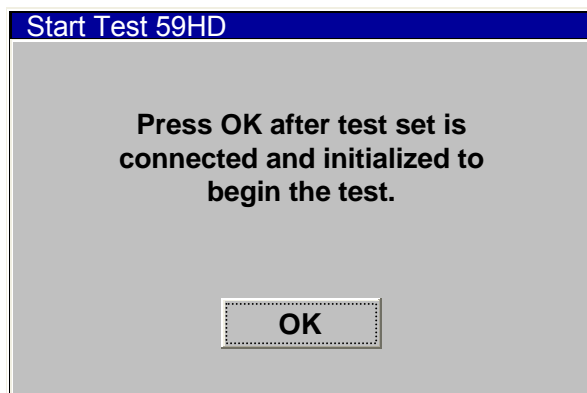 Start Test 59HD
Press OK after test set is
connected and initialized to
begin the test.
OK